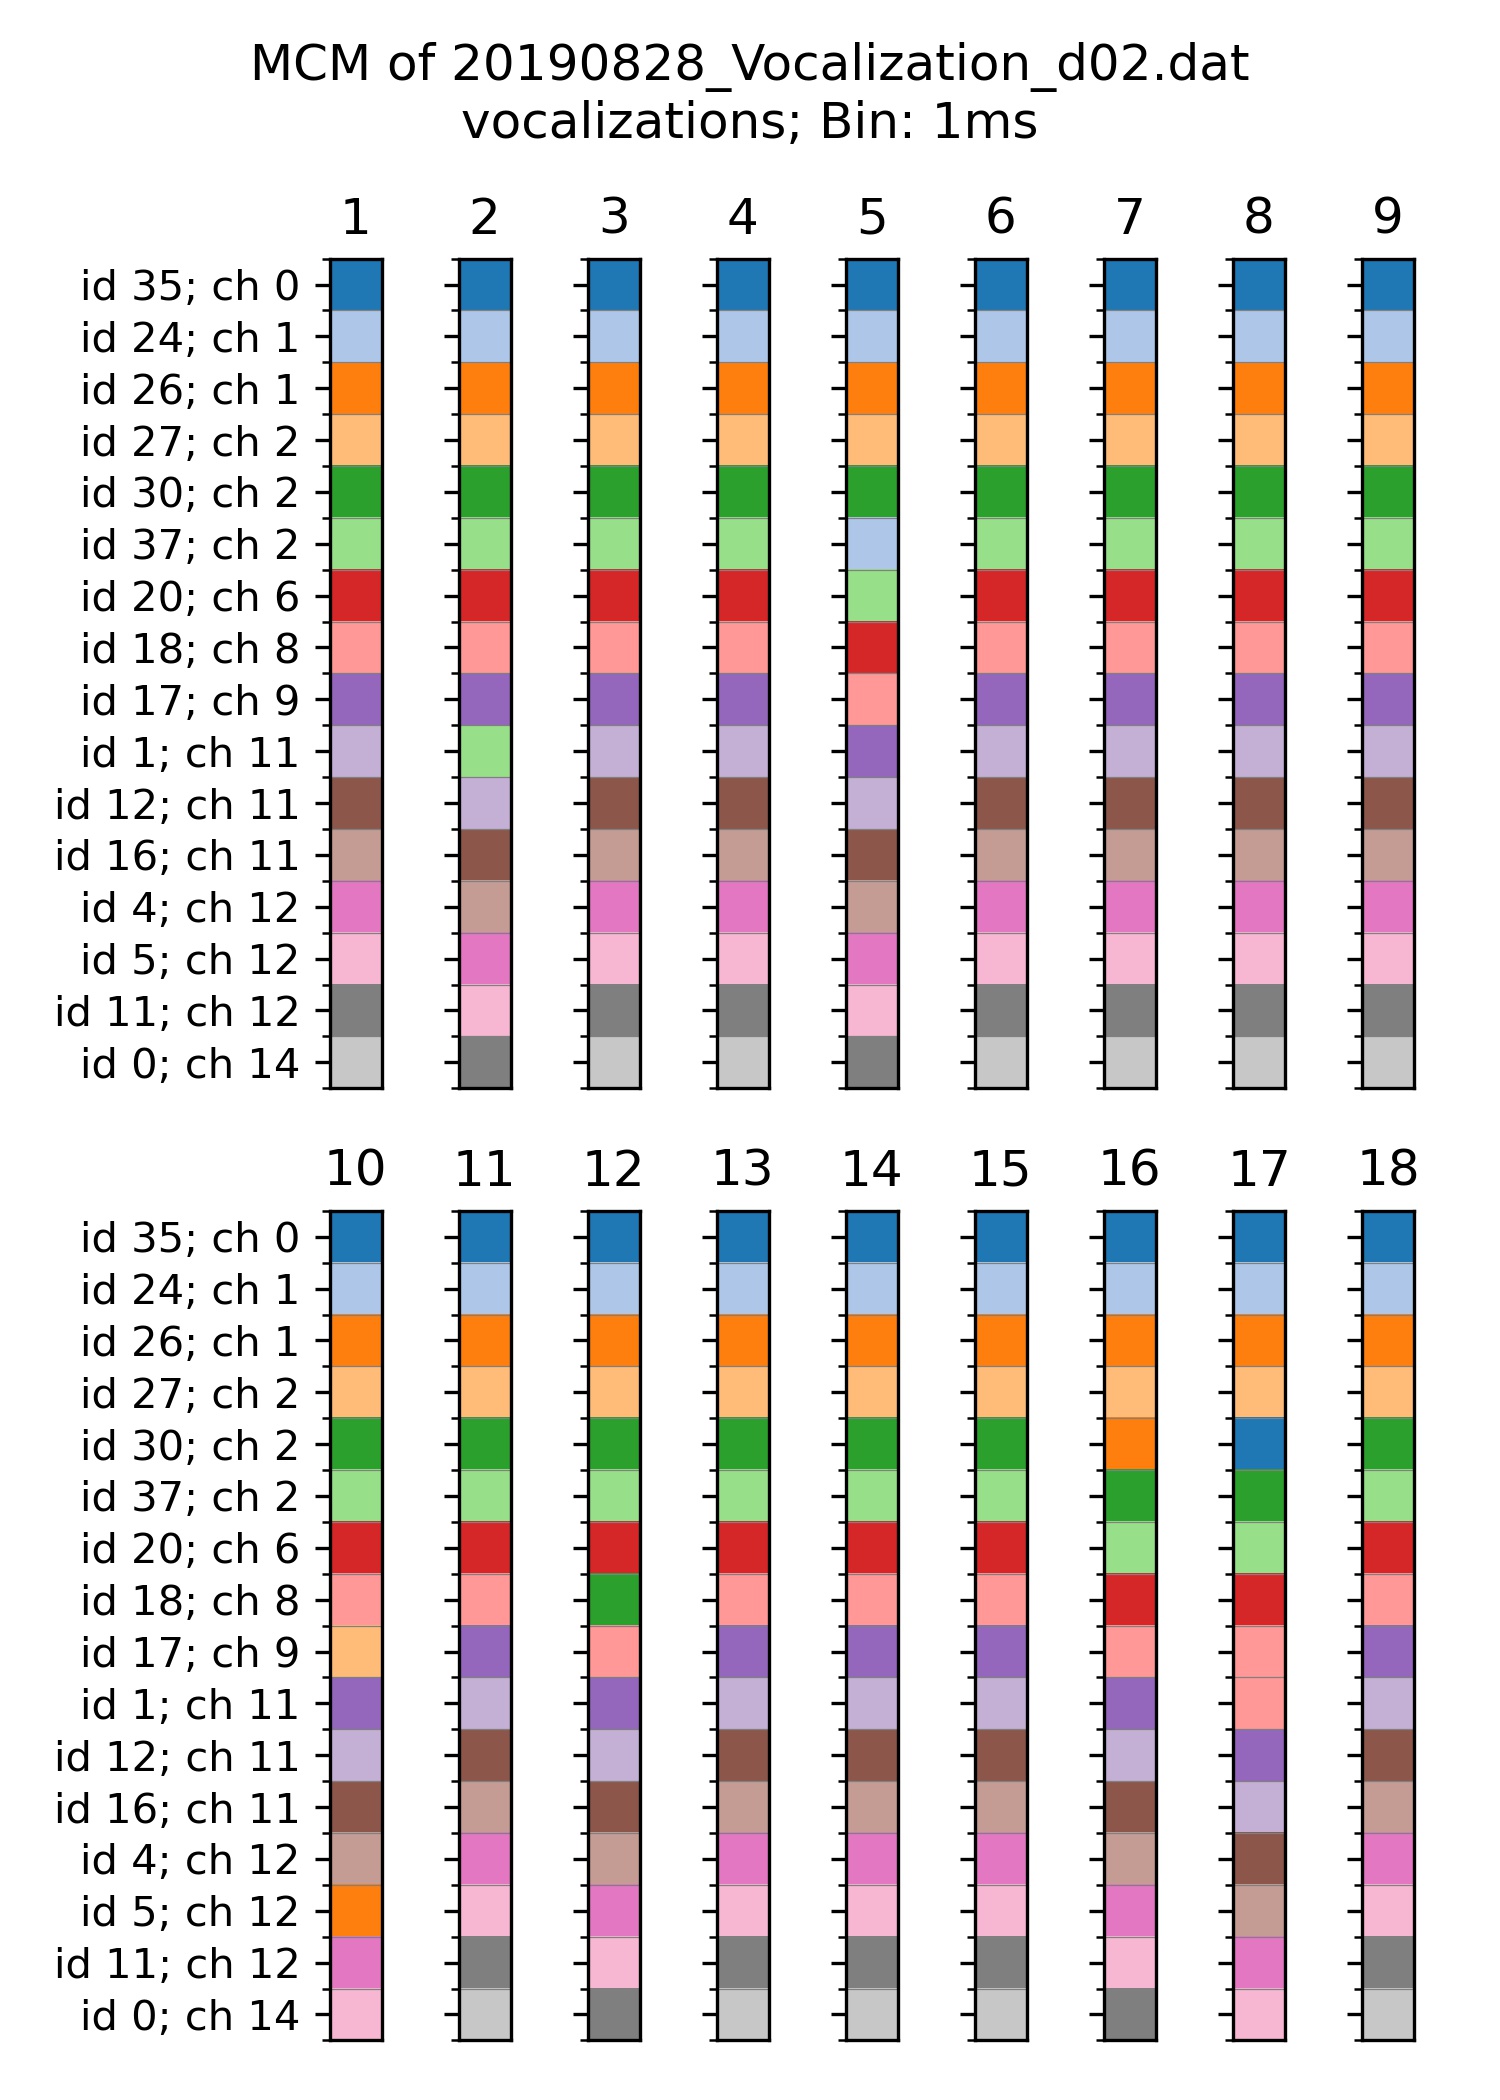 MCM of 20190828_Vocalization_d02.dat
vocalizations; Bin: 1ms
1 2 3 4 5 6 7 8 9
id 35; ch 0
id 24; ch 1
id 26; ch 1
id 27; ch 2
id 30; ch 2
id 37; ch 2
id 20; ch 6
id 18; ch 8
id 17; ch 9
id 1; ch 11
id 12; ch 11
id 16; ch 11
id 4; ch 12
id 5; ch 12
id 11; ch 12
id 0; ch 14
10 11 12 13 14 15 16 17 18
id 35; ch 0
id 24; ch 1
id 26; ch 1
id 27; ch 2
id 30; ch 2
id 37; ch 2
id 20; ch 6
id 18; ch 8
id 17; ch 9
id 1; ch 11
id 12; ch 11
id 16; ch 11
id 4; ch 12
id 5; ch 12
id 11; ch 12
id 0; ch 14